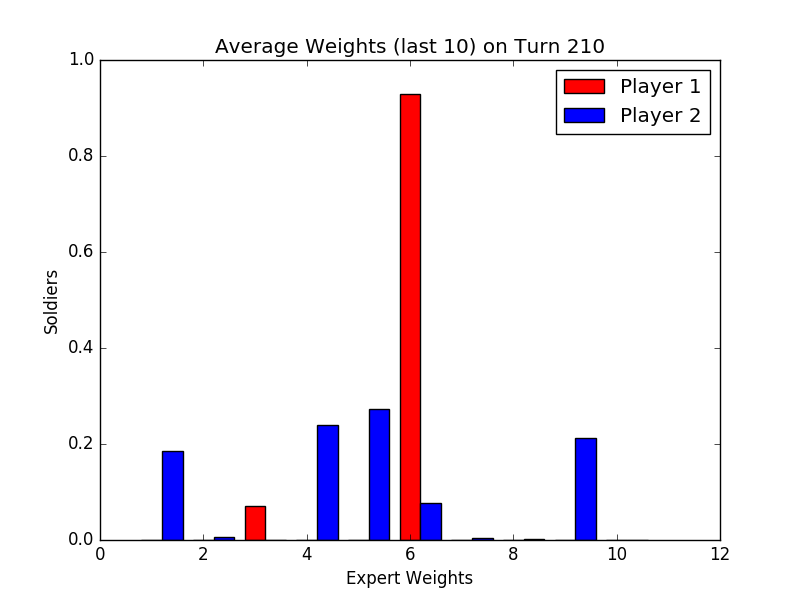 Average Weights (last 10) on Turn 210
1.0
0.8
0.6
0.4
0.2
0.0
Soldiers
Player 1
Player 2
0 2 4 6 8 10 12
Expert Weights